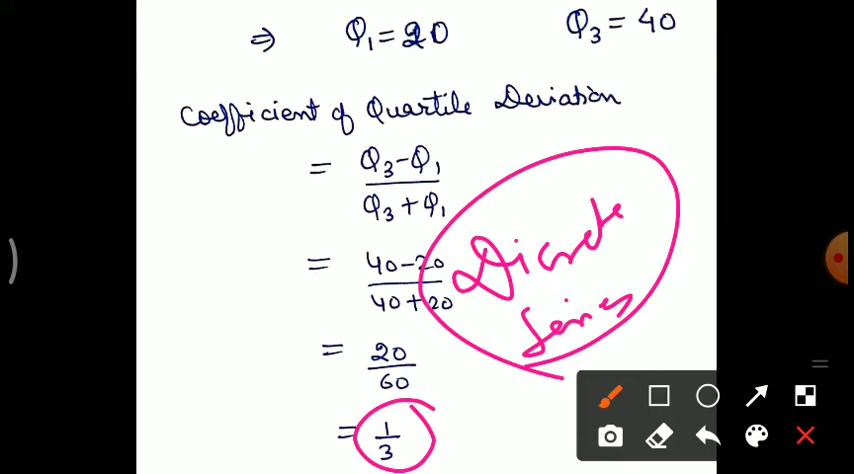 ⇒ Q₁ = 20 Q₃ = 40
Coefficient of Quartile Deviation
= Q₃-Q₁ / Q₃+Q₁
= 40-20 / 40+20
= 20/60
= 1/3
Discrete
Series